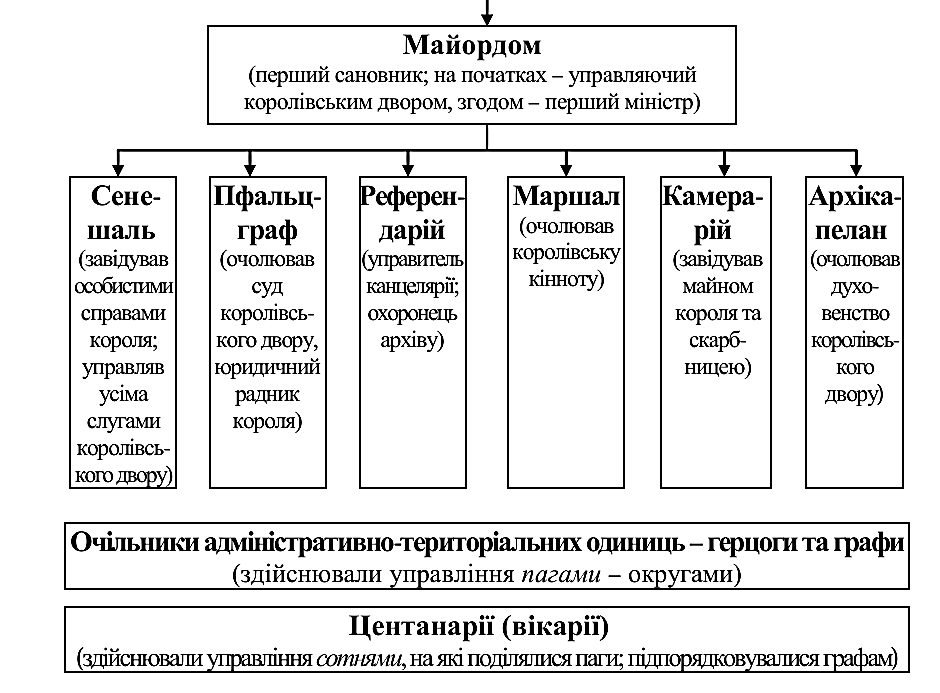 Майордом
(перший сановник; на початках – управляючий
королівським двором, згодом – перший міністр)
Сене-
шаль
(завідував
особистими
справами
короля;
управляв
усіма
слугами
королівсь-
кого двору)
Пфальц-
граф
(очолював
суд
королівсь-
кого двору,
юридичний
радник
короля)
Референ-
дарій
(управитель
канцелярії;
охоронець
архіву)
Маршал
(очолював
королівську
кінноту)
Камера-
рій
(завідував
майном
короля та
скарб-
ницею)
Архіка-
пелан
(очолював
духо-
венство
королівсь-
кого
двору)
Очільники адміністративно-територіальних одиниць – герцоги та графи
(здійснювали управління пагами – округами)
Центанарії (вікарії)
(здійснювали управління сотнями, на які поділялися паги; підпорядковувалися графам)